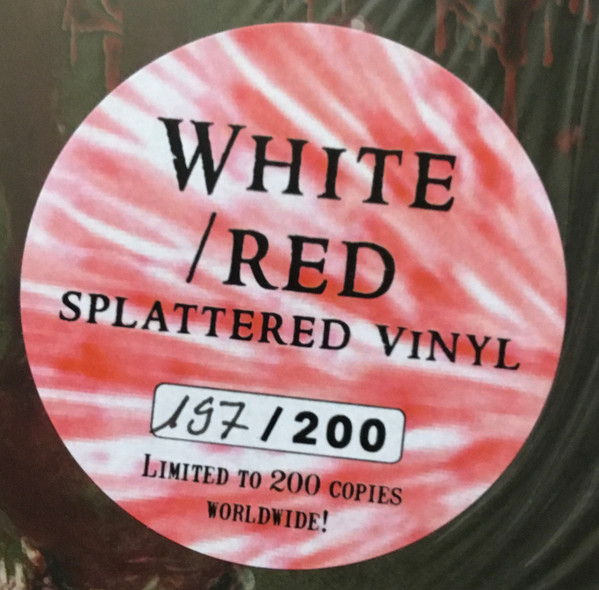 WHITE
/RED
SPLATTERED VINYL
197/200
LIMITED TO 200 COPIES
WORLDWIDE!